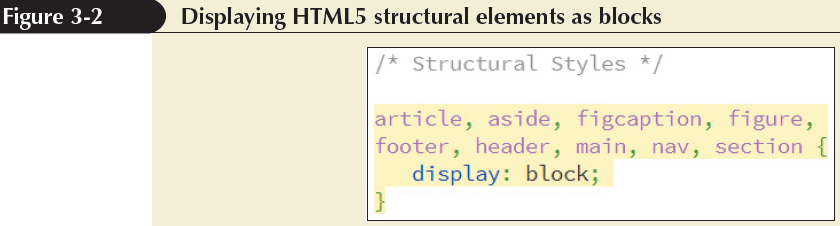 Figure 3-2 Displaying HTML5 structural elements as blocks
/* Structural Styles */
article, aside, figcaption, figure,
footer, header, main, nav, section {
display: block;
}